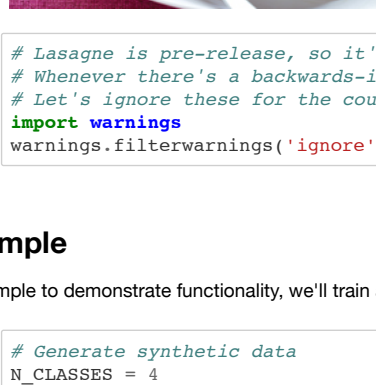 # Lasagne is pre-release, so it'
# Whenever there's a backwards-i
# Let's ignore these for the cou
import warnings
warnings.filterwarnings('ignore'
mple
mple to demonstrate functionality, we'll train
# Generate synthetic data
N_CLASSES = 4